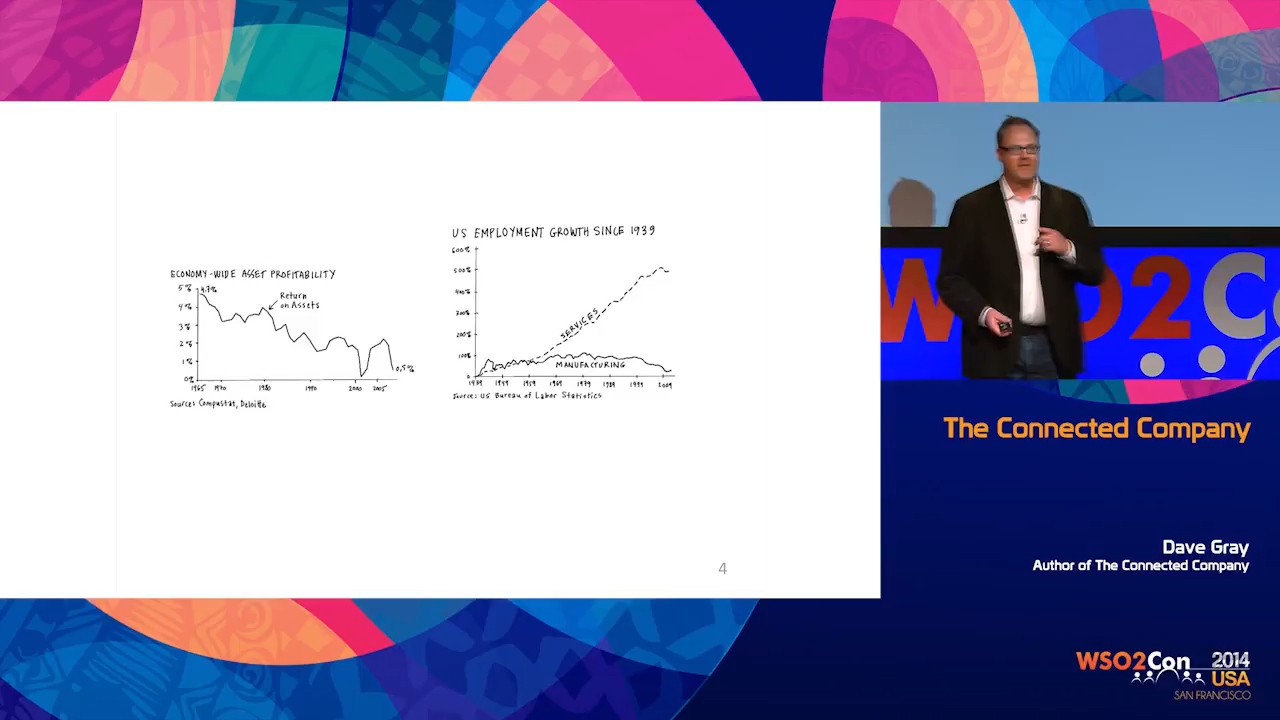 ECONOMY-WIDE ASSET PROFITABILITY
5%
4.7%
4%
3%
2%
1%
0%
Return
on Assets
0,5%
1965 1970 1980 1990 2000 2005
Source: Compustat, Deloitte
US EMPLOYMENT GROWTH SINCE 1939
600%
500%
400%
300%
200%
100%
0
SERVICES
MANUFACTURING
1939 1949 1959 1969 1979 1989 1999 2009
Source: US Bureau of Labor Statistics
4
WO2C
The Connected Company
Dave Gray
Author of The Connected Company
WSO2Con 2014
USA
SAN FRANCISCO